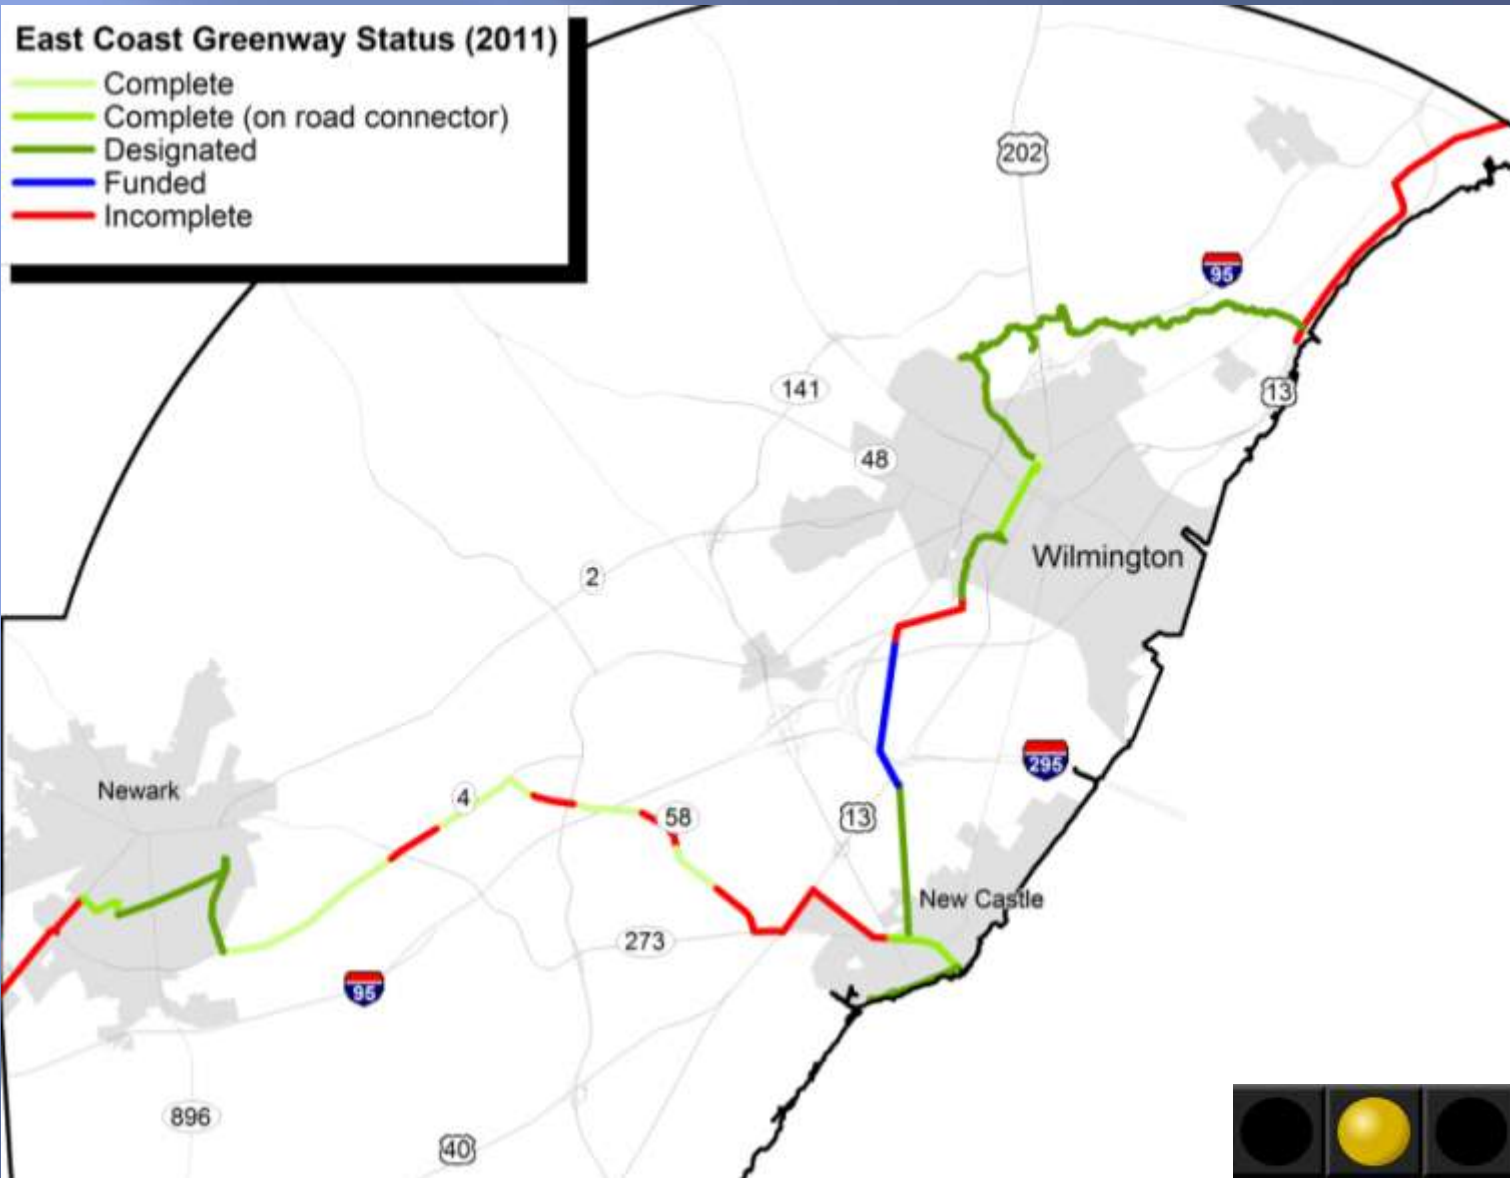 East Coast Greenway Status (2011)
Complete
Complete (on road connector)
Designated
Funded
Incomplete
202
95
141
13
48
Wilmington
2
295
Newark
4
58
13
New Castle
273
95
896
40